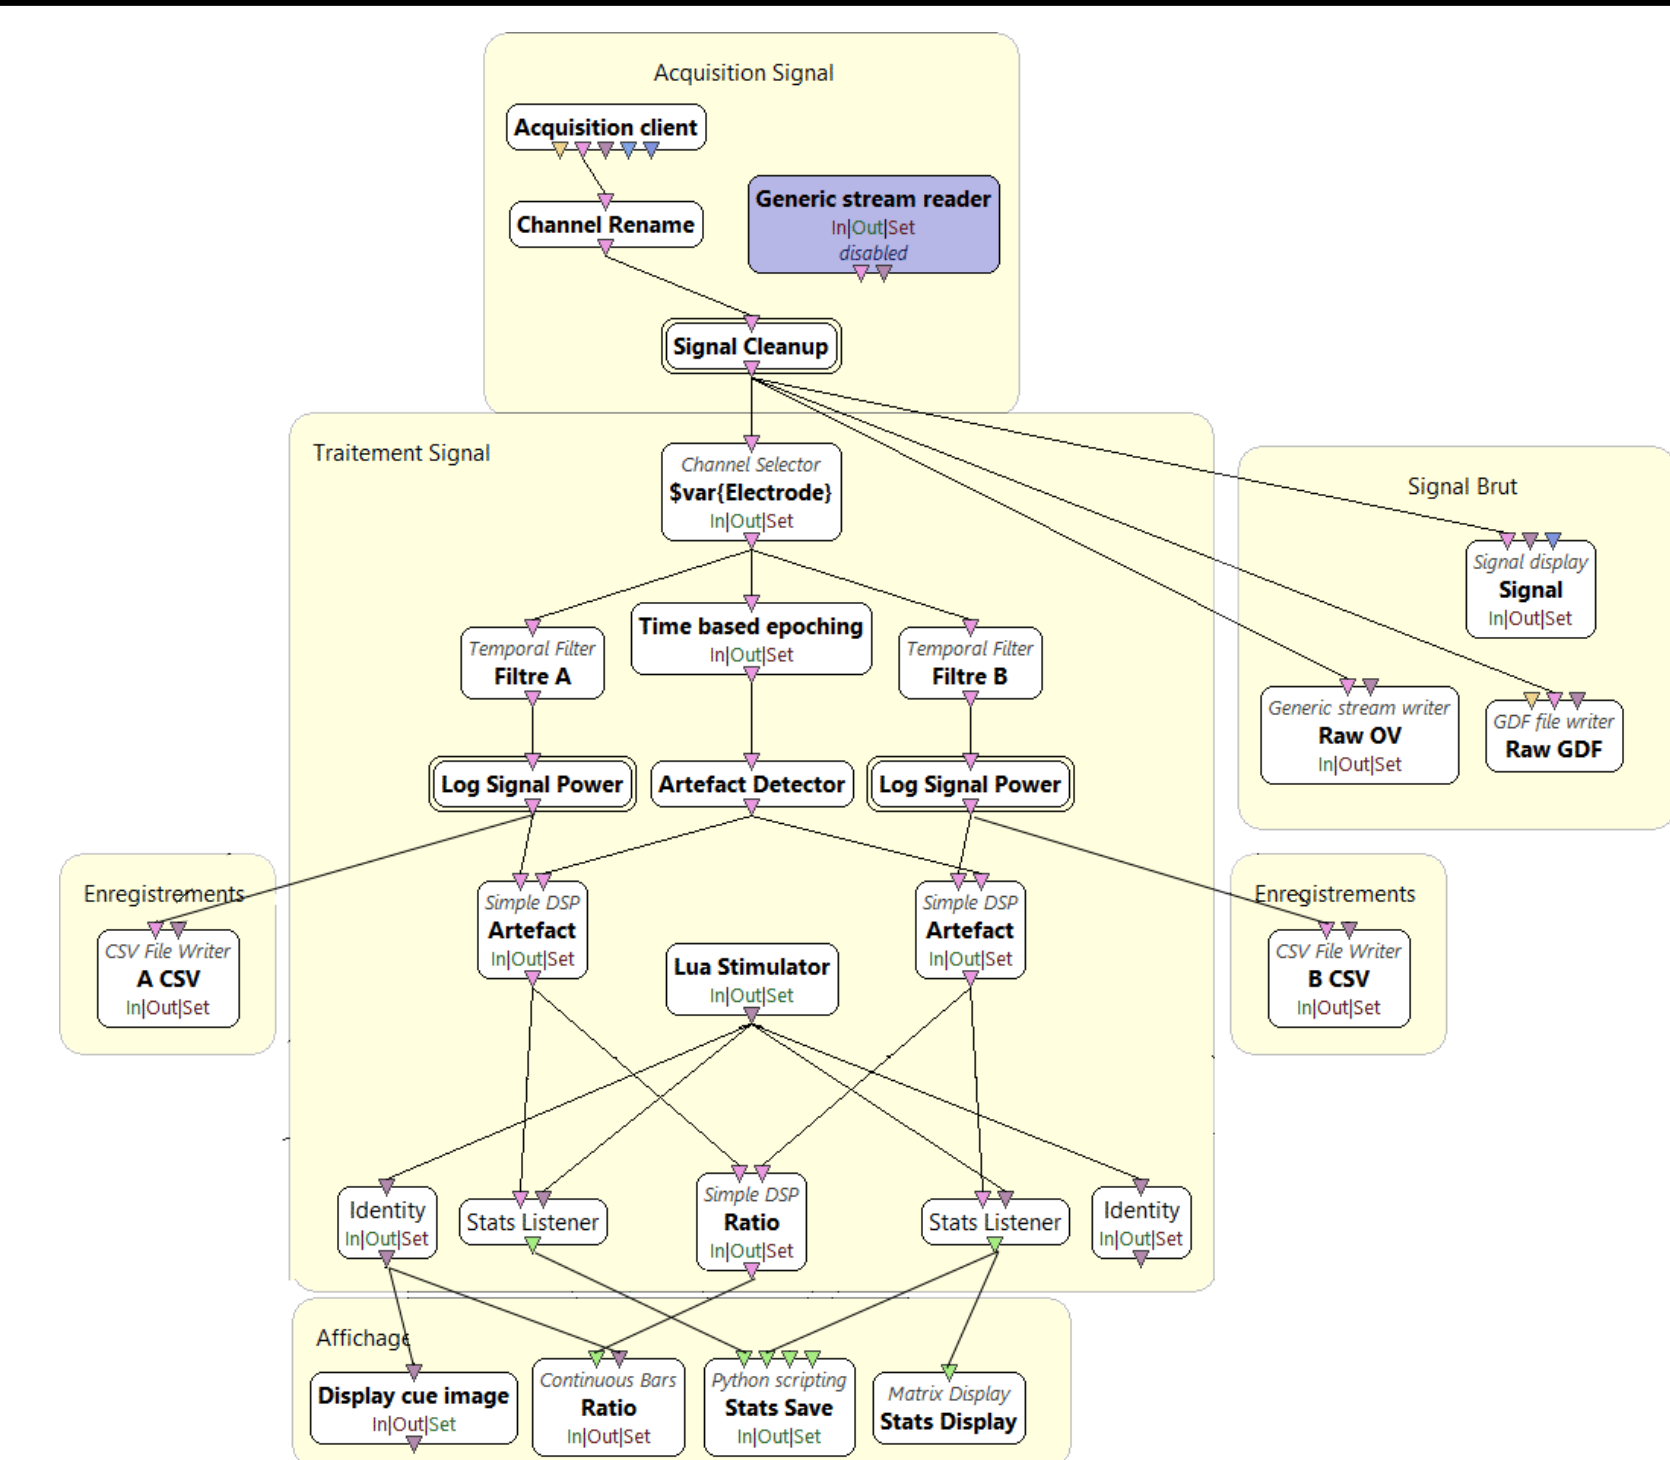 Acquisition Signal
Acquisition client
Generic stream reader
In|Out|Set
disabled
Channel Rename
Signal Cleanup
Traitement Signal
Channel Selector
$var{Electrode}
In|Out|Set
Signal Brut
Signal display
Signal
In|Out|Set
Temporal Filter
Filtre A
Time based epoching
In|Out|Set
Temporal Filter
Filtre B
Generic stream writer
Raw OV
In|Out|Set
GDF file writer
Raw GDF
Log Signal Power
Artefact Detector
Log Signal Power
Enregistrements
CSV File Writer
A CSV
In|Out|Set
Simple DSP
Artefact
In|Out|Set
Lua Stimulator
In|Out|Set
Simple DSP
Artefact
In|Out|Set
Enregistrements
CSV File Writer
B CSV
In|Out|Set
Identity
In|Out|Set
Stats Listener
Simple DSP
Ratio
In|Out|Set
Stats Listener
Identity
In|Out|Set
Affichage
Display cue image
In|Out|Set
Continuous Bars
Ratio
In|Out|Set
Python scripting
Stats Save
In|Out|Set
Matrix Display
Stats Display